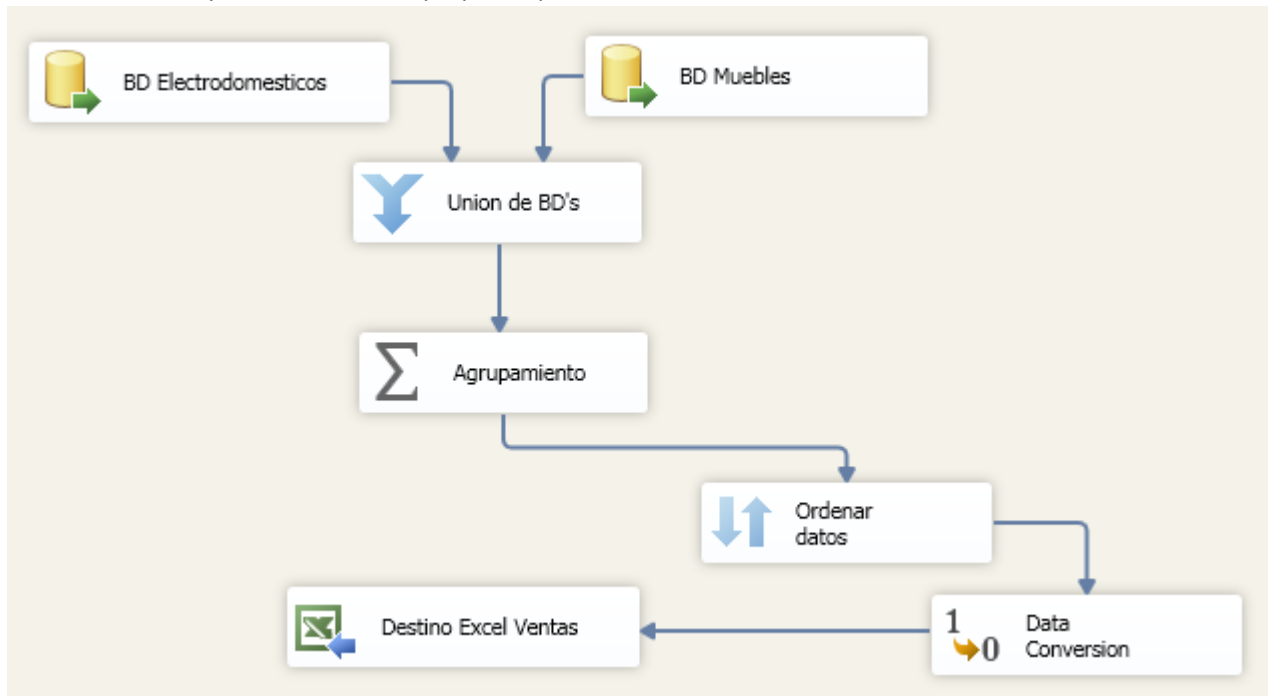 BD Electrodomesticos
BD Muebles
Union de BD's
Agrupamiento
Ordenar
datos
Destino Excel Ventas
1
0
Data
Conversion